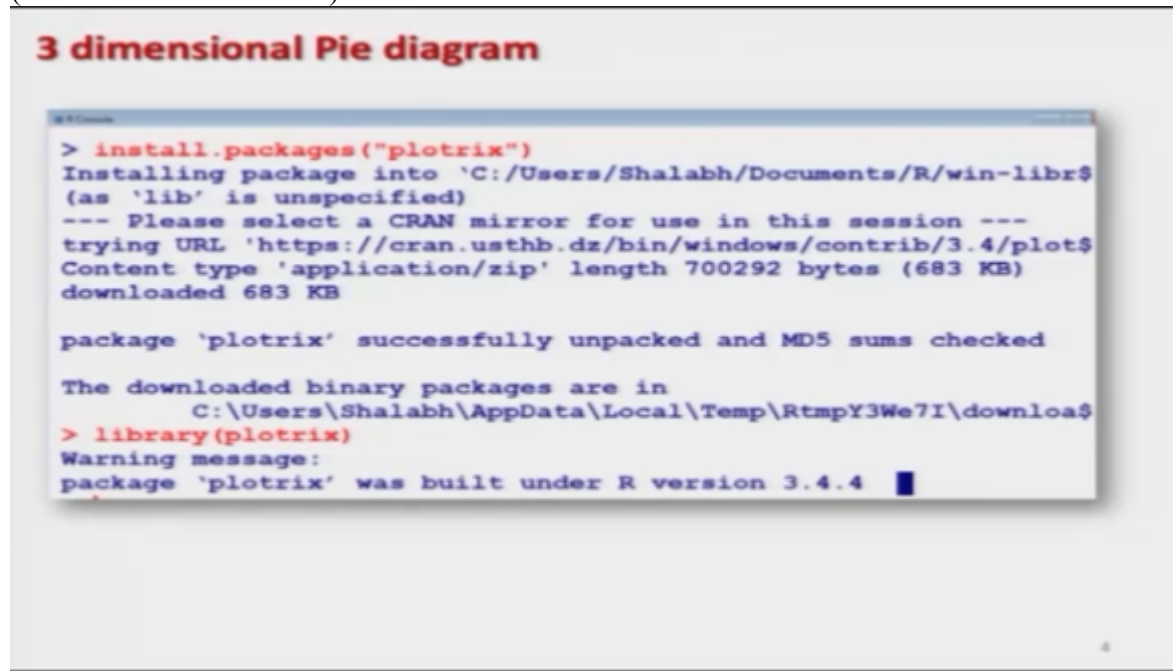 3 dimensional Pie diagram
R Console
> install.packages("plotrix")
Installing package into ‘C:/Users/Shalabh/Documents/R/win-libr$
(as ‘lib’ is unspecified)
--- Please select a CRAN mirror for use in this session ---
trying URL 'https://cran.usthb.dz/bin/windows/contrib/3.4/plot$
Content type 'application/zip' length 700292 bytes (683 KB)
downloaded 683 KB
package ‘plotrix’ successfully unpacked and MD5 sums checked
The downloaded binary packages are in
C:\Users\Shalabh\AppData\Local\Temp\RtmpY3We7I\downloa$
> library(plotrix)
Warning message:
package ‘plotrix’ was built under R version 3.4.4
4